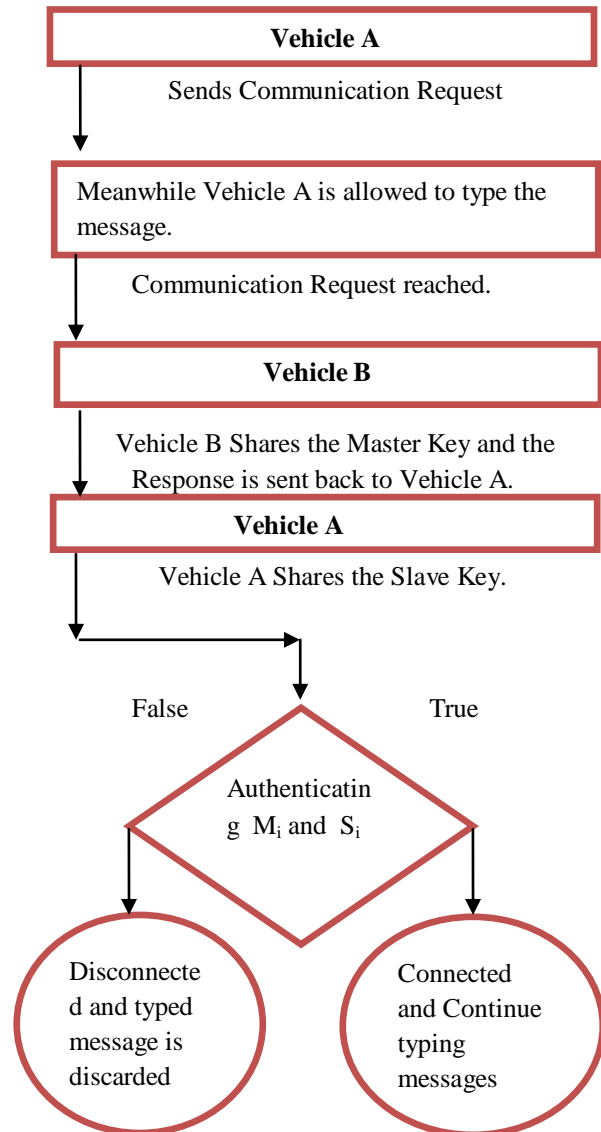 Vehicle A
Sends Communication Request
Meanwhile Vehicle A is allowed to type the
message.
Communication Request reached.
Vehicle B
Vehicle B Shares the Master Key and the
Response is sent back to Vehicle A.
Vehicle A
Vehicle A Shares the Slave Key.
False
True
Authenticatin
g Mi and Si
Disconnecte
d and typed
message is
discarded
Connected
and Continue
typing
messages